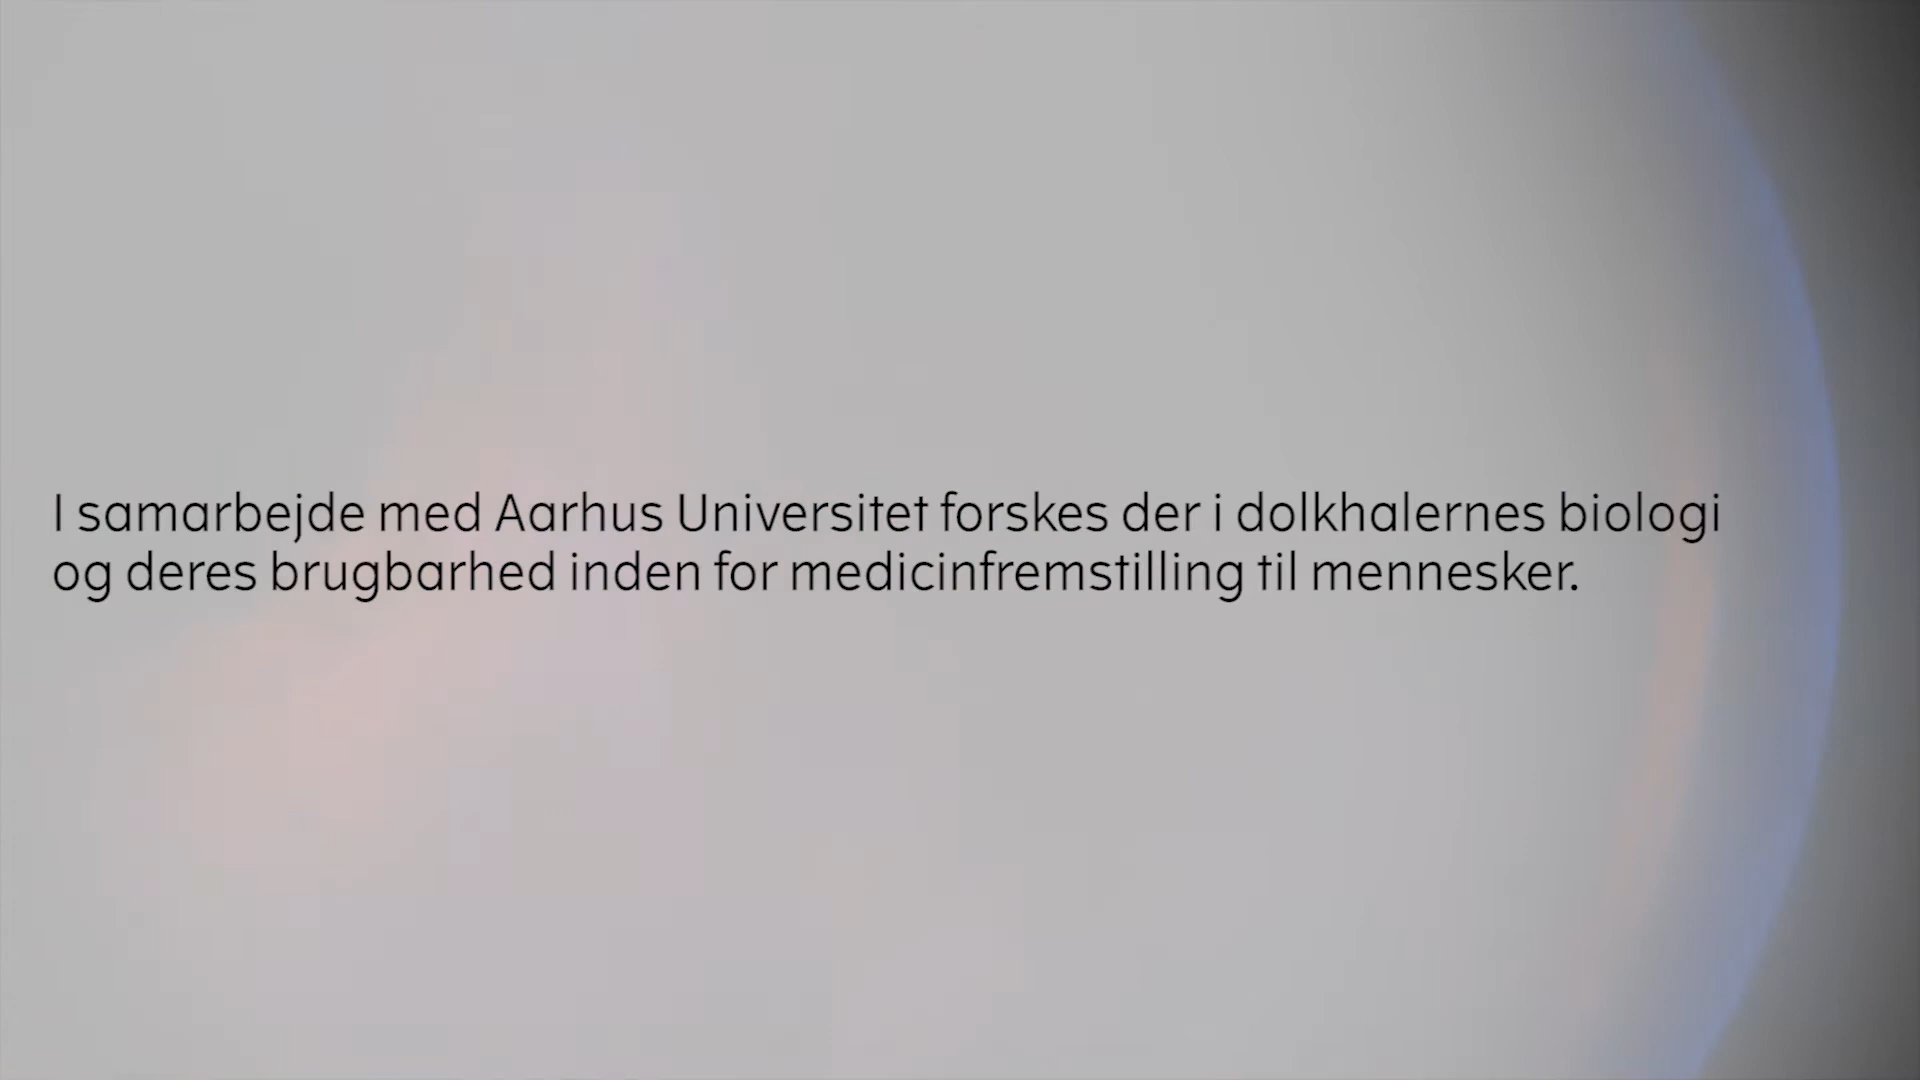 I samarbejde med Aarhus Universitet forskes der i dolkhalernes biologi
og deres brugbarhed inden for medicinfremstilling til mennesker.